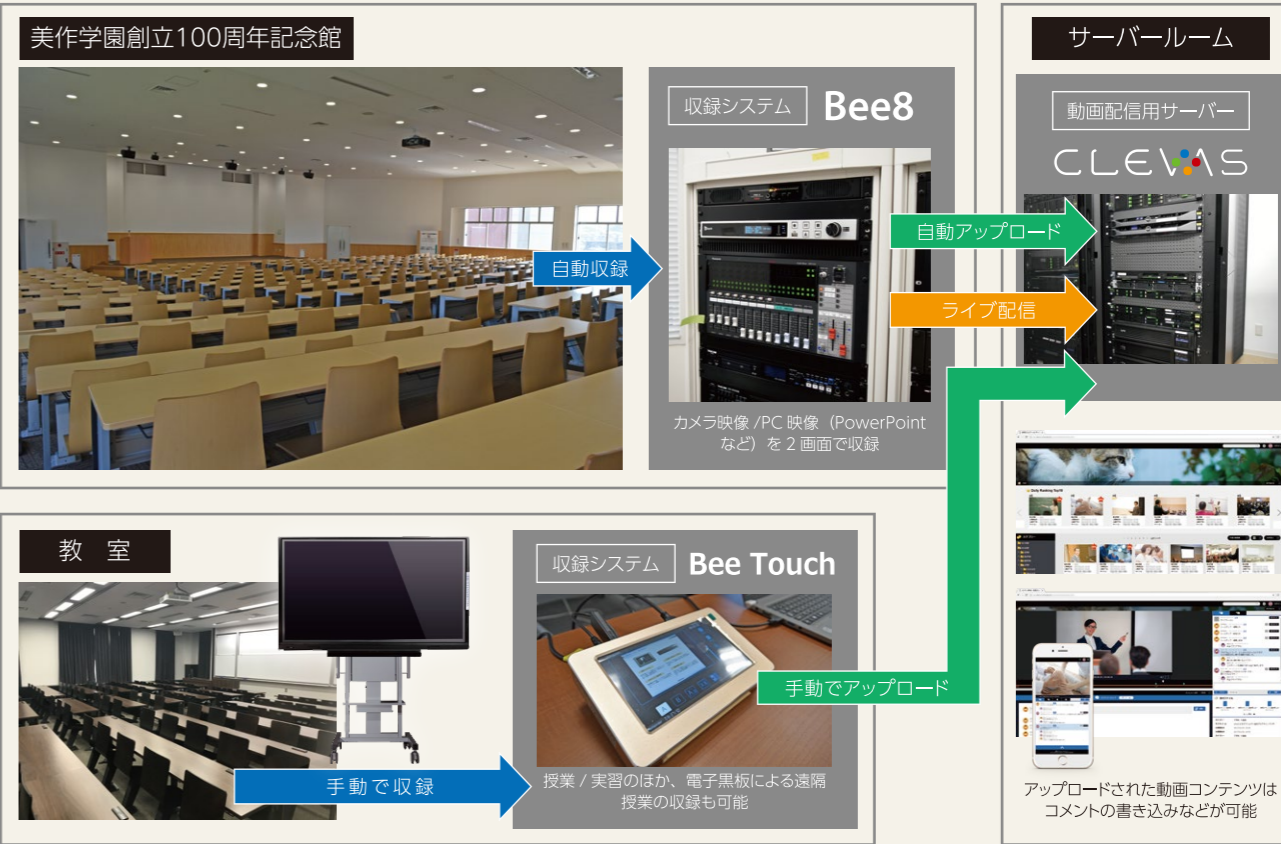 美作学園創立100周年記念館
収録システム Bee8
自動収録
カメラ映像 /PC 映像（PowerPoint
など）を 2 画面で収録
自動アップロード
ライブ配信
サーバールーム
動画配信用サーバー
CLEVAS
教 室
収録システム Bee Touch
手動で収録
手動でアップロード
授業 / 実習のほか、電子黒板による遠隔
授業の収録も可能
アップロードされた動画コンテンツは
コメントの書き込みなどが可能